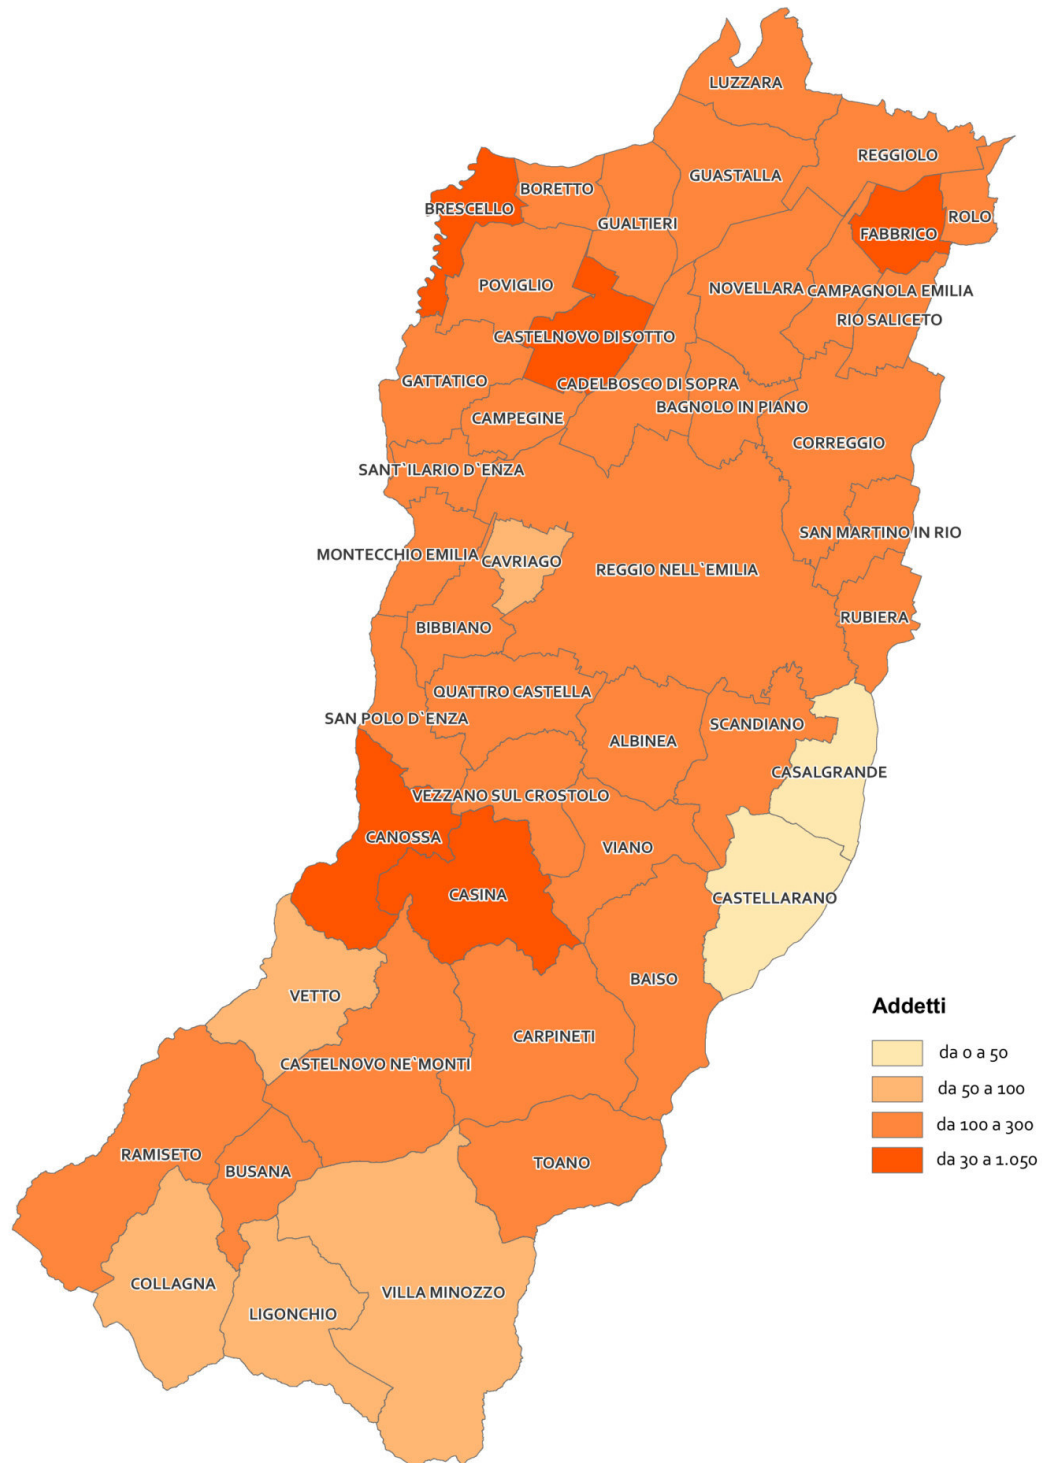 LUZZARA
REGGIOLO
GUASTALLA
BORETTO
BRESCELLO
GUALTIERI
ROLO
FABBRICO
POVIGLIO
NOVELLARA
CAMPAGNOLA EMILIA
RIO SALICETO
CASTELNOVO DI SOTTO
GATTATICO
CADELBOSCO DI SOPRA
BAGNOLO IN PIANO
CAMPEGINE
CORREGGIO
SANT`ILARIO D`ENZA
SAN MARTINO IN RIO
MONTECCHIO EMILIA
CAVRIAGO
REGGIO NELL`EMILIA
RUBIERA
BIBBIANO
QUATTRO CASTELLA
SAN POLO D`ENZA
SCANDIANO
ALBINEA
CASALGRANDE
VEZZANO SUL CROSTOLO
CANOSSA
VIANO
CASINA
CASTELLARANO
BAISO
VETTO
CARPINETI
CASTELNOVO NE`MONTI
RAMISETO
BUSANA
TOANO
COLLAGNA
VILLA MINOZZO
LIGONCHIO
Addetti
da 0 a 50
da 50 a 100
da 100 a 300
da 30 a 1.050